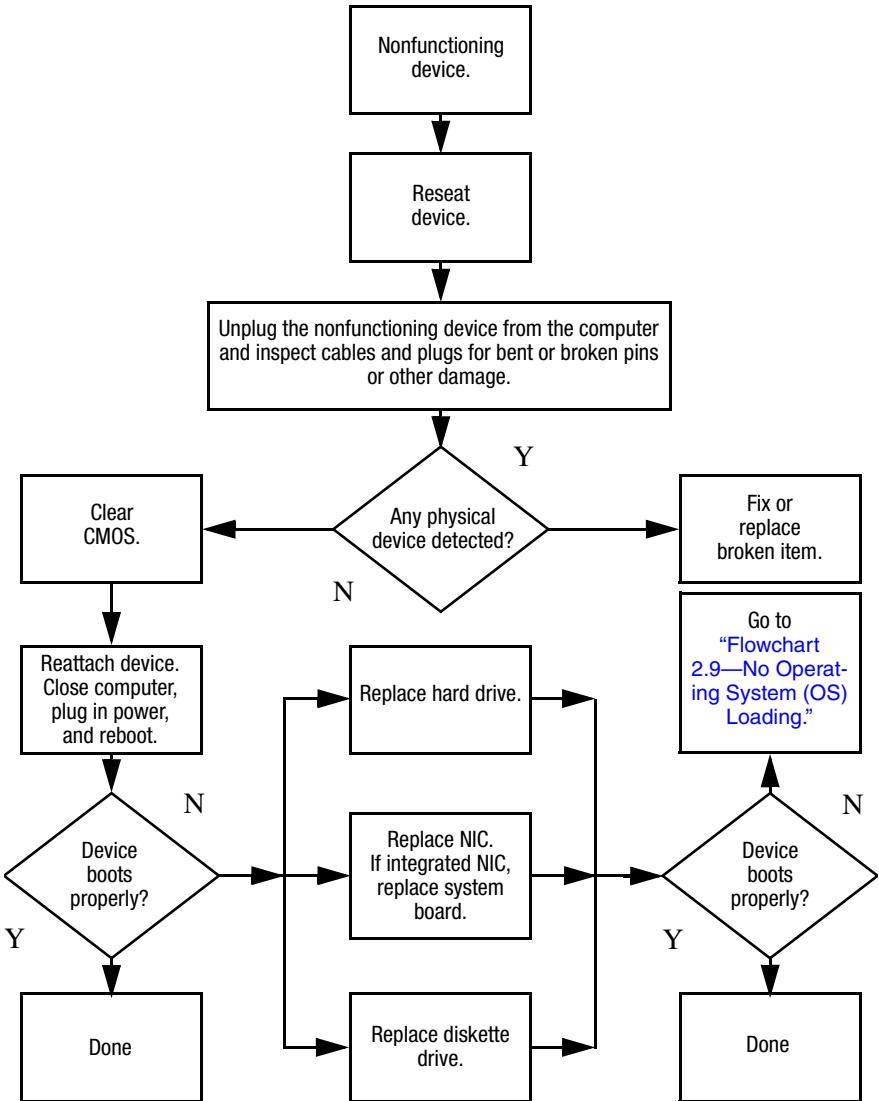 Nonfunctioning
device.
Reseat
device.
Unplug the nonfunctioning device from the computer
and inspect cables and plugs for bent or broken pins
or other damage.
Y
Clear
CMOS.
Any physical
device detected?
Fix or
replace
broken item.
N
Go to
“Flowchart
2.9—No Operat-
ing System (OS)
Loading.”
Reattach device.
Close computer,
plug in power,
and reboot.
Replace hard drive.
N
N
Device
boots
properly?
Replace NIC.
If integrated NIC,
replace system
board.
Device
boots
properly?
Y
Y
Done
Replace diskette
drive.
Done